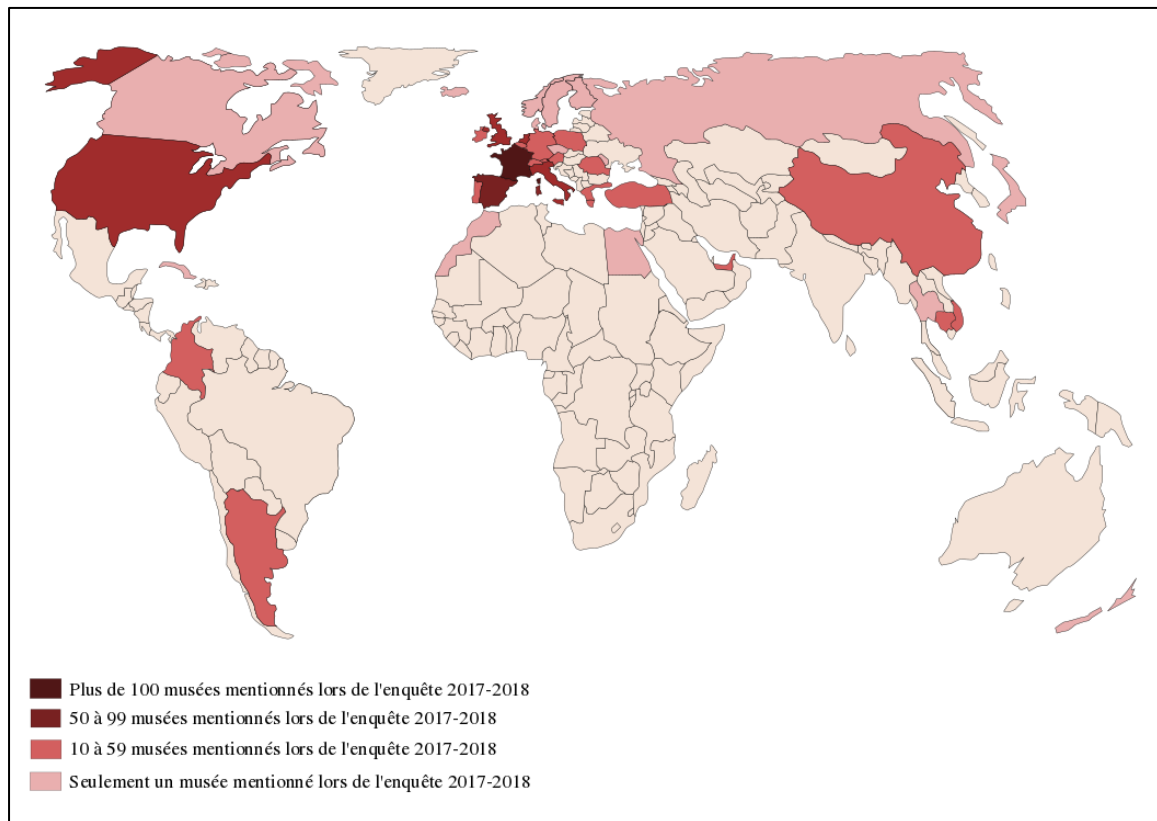 Plus de 100 musées mentionnés lors de l'enquête 2017-2018
50 à 99 musées mentionnés lors de l'enquête 2017-2018
10 à 59 musées mentionnés lors de l'enquête 2017-2018
Seulement un musée mentionné lors de l'enquête 2017-2018